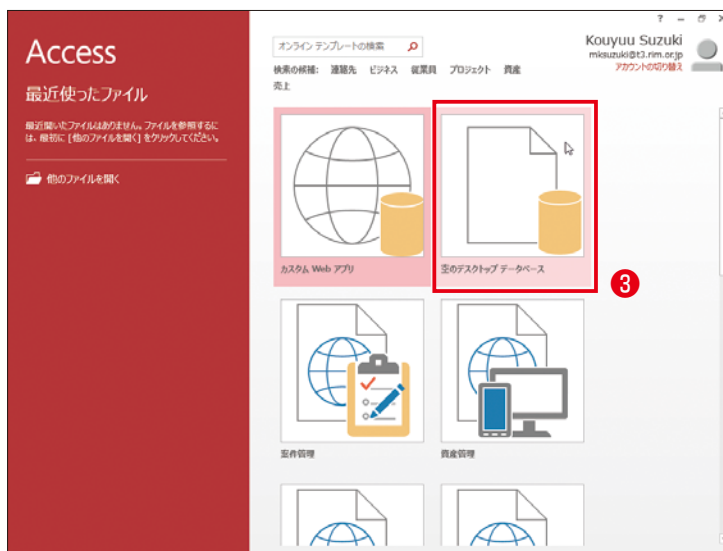 Access
最近使ったファイル
最近開いたファイルはありません。ファイルを参照するに
は、最初に [他のファイルを開く] をクリックしてください。
他のファイルを開く
? – ×
オンライン テンプレートの検索
Kouyuu Suzuki
mksuzuki@t3.rim.or.jp
アカウントの切り替え
検索の候補: 連絡先 ビジネス 従業員 プロジェクト 資産
売上
カスタム Web アプリ
空のデスクトップ データベース
❸
案件管理
資産管理